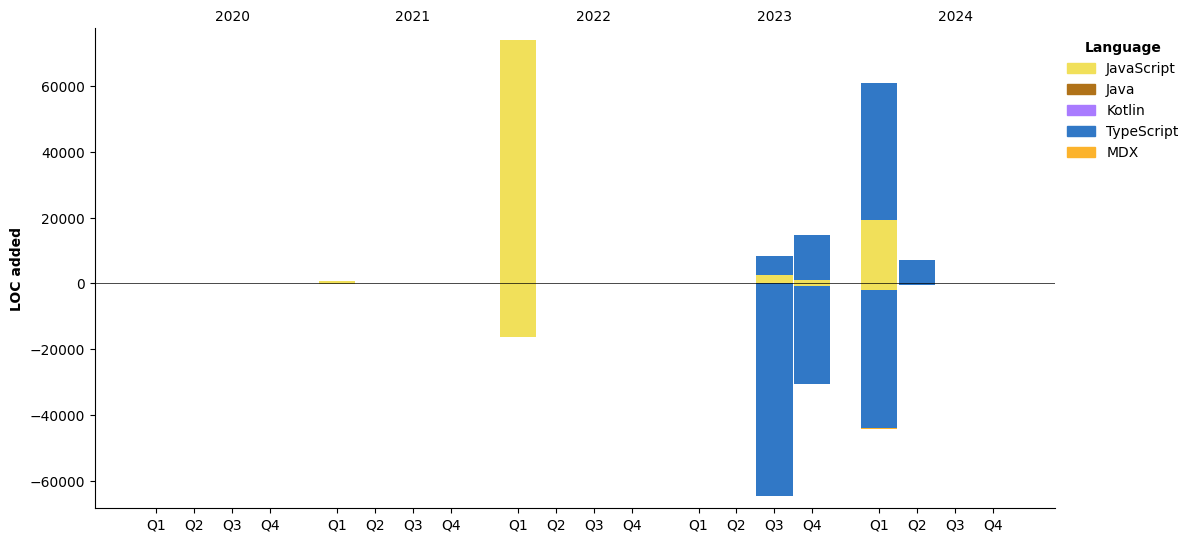 2020 2021 2022 2023 2024
Language
JavaScript
Java
Kotlin
TypeScript
MDX
LOC added
60000
40000
20000
0
−20000
−40000
−60000
Q1 Q2 Q3 Q4 Q1 Q2 Q3 Q4 Q1 Q2 Q3 Q4 Q1 Q2 Q3 Q4 Q1 Q2 Q3 Q4